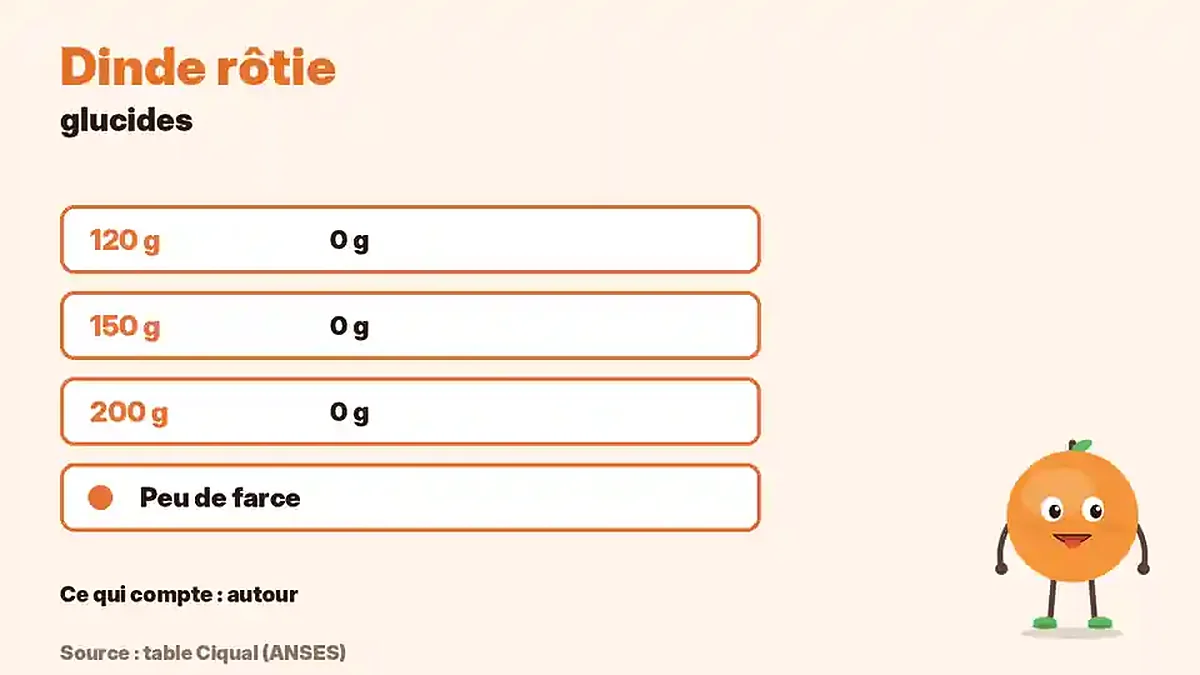 Dinde rôtie
glucides
120 g 0 g
150 g 0 g
200 g 0 g
Peu de farce
Ce qui compte : autour
Source : table Ciqual (ANSES)